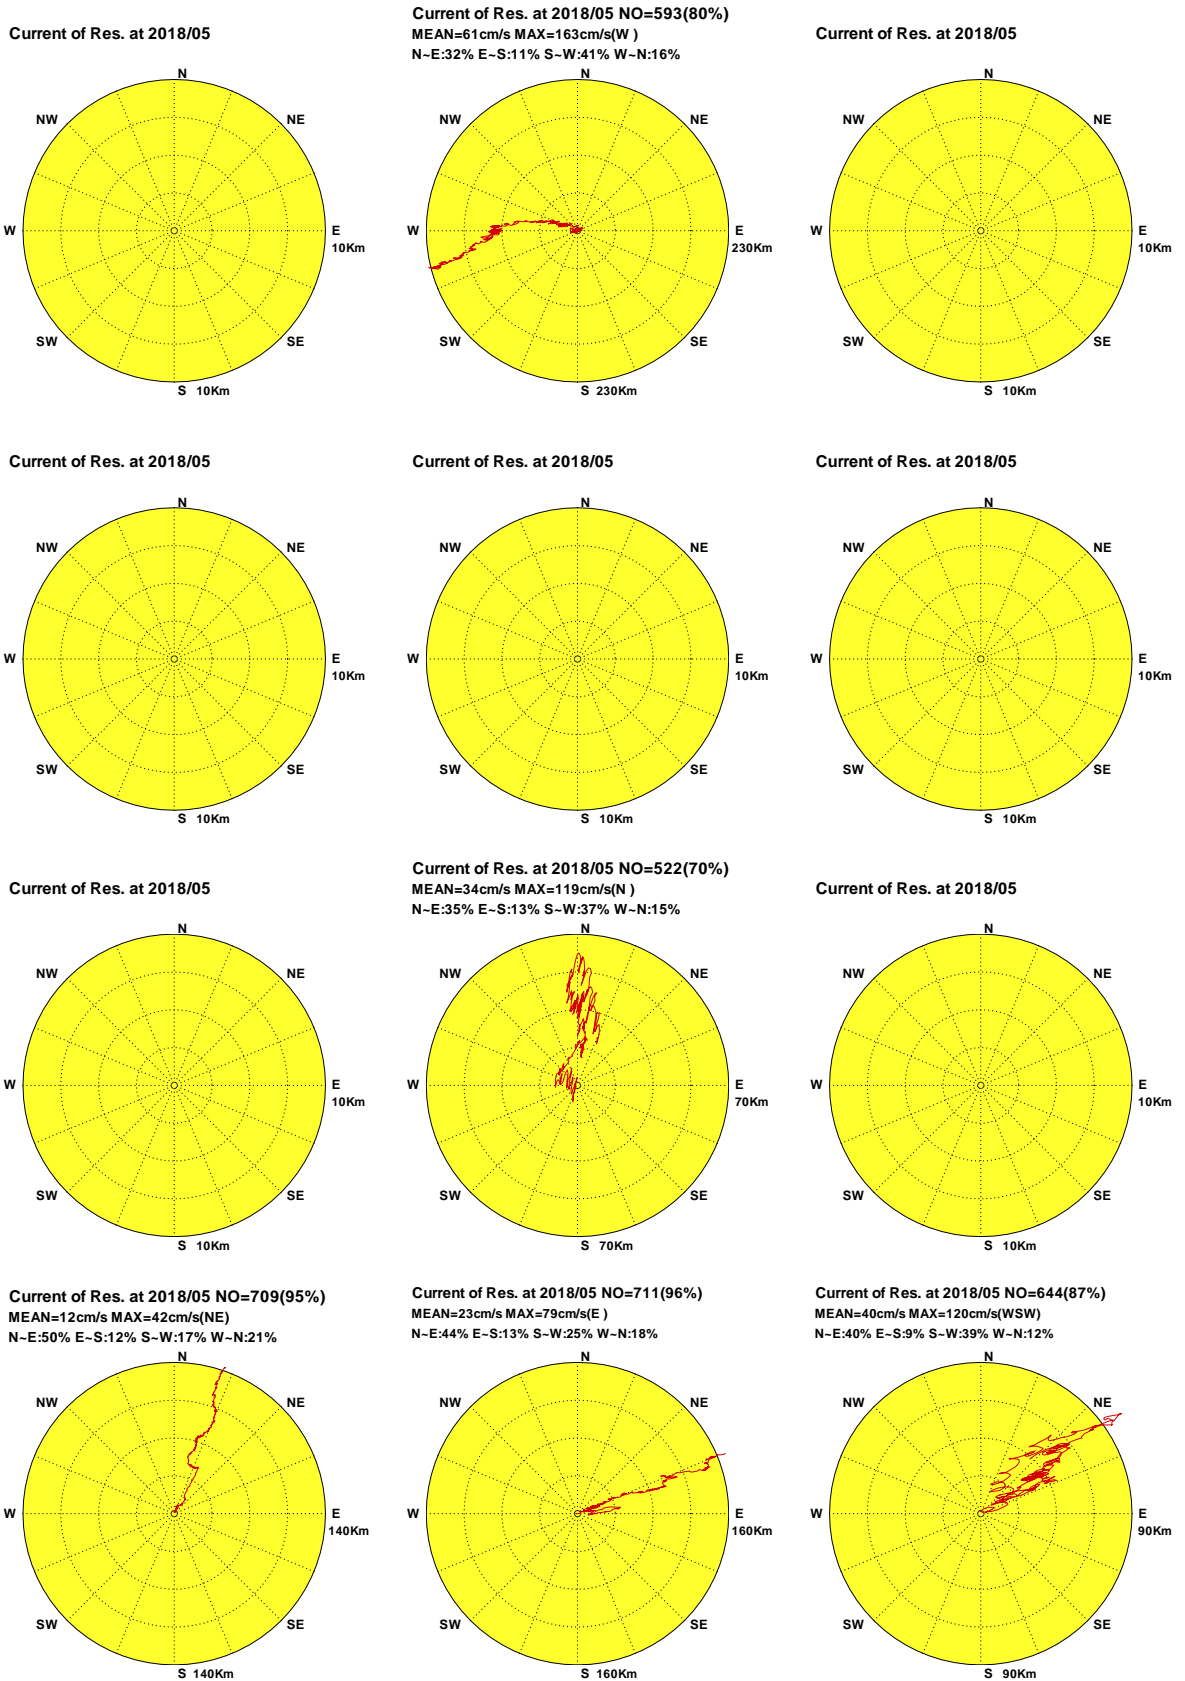 Current of Res. at 2018/05
N
NW
NE
W
E
10Km
SW
SE
S 10Km
Current of Res. at 2018/05 NO=593(80%)
MEAN=61cm/s MAX=163cm/s(W )
N~E:32% E~S:11% S~W:41% W~N:16%
N
NW
NE
W
E
230Km
SW
SE
S 230Km
Current of Res. at 2018/05
N
NW
NE
W
E
10Km
SW
SE
S 10Km
Current of Res. at 2018/05
N
NW
NE
W
E
10Km
SW
SE
S 10Km
Current of Res. at 2018/05
N
NW
NE
W
E
10Km
SW
SE
S 10Km
Current of Res. at 2018/05
N
NW
NE
W
E
10Km
SW
SE
S 10Km
Current of Res. at 2018/05
N
NW
NE
W
E
10Km
SW
SE
S 10Km
Current of Res. at 2018/05 NO=522(70%)
MEAN=34cm/s MAX=119cm/s(N )
N~E:35% E~S:13% S~W:37% W~N:15%
N
NW
NE
W
E
70Km
SW
SE
S 70Km
Current of Res. at 2018/05
N
NW
NE
W
E
10Km
SW
SE
S 10Km
Current of Res. at 2018/05 NO=709(95%)
MEAN=12cm/s MAX=42cm/s(NE)
N~E:50% E~S:12% S~W:17% W~N:21%
N
NW
NE
W
E
140Km
SW
SE
S 140Km
Current of Res. at 2018/05 NO=711(96%)
MEAN=23cm/s MAX=79cm/s(E )
N~E:44% E~S:13% S~W:25% W~N:18%
N
NW
NE
W
E
160Km
SW
SE
S 160Km
Current of Res. at 2018/05 NO=644(87%)
MEAN=40cm/s MAX=120cm/s(WSW)
N~E:40% E~S:9% S~W:39% W~N:12%
N
NW
NE
W
E
90Km
SW
SE
S 90Km